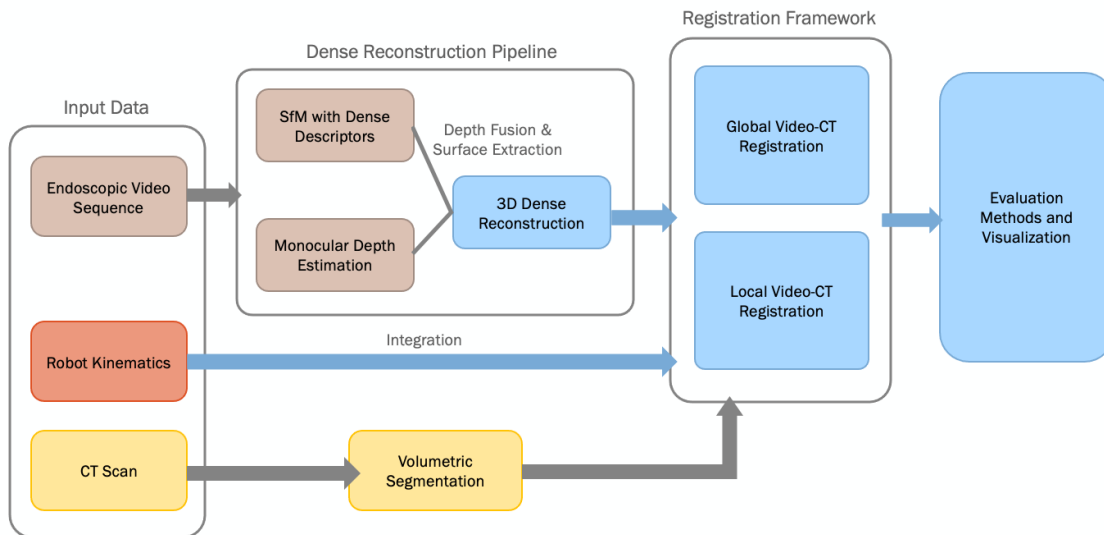 Registration Framework
Dense Reconstruction Pipeline
Input Data
SfM with Dense
Descriptors
Depth Fusion &
Surface Extraction
Global Video-CT
Registration
Endoscopic Video
Sequence
3D Dense
Reconstruction
Evaluation
Methods and
Visualization
Monocular Depth
Estimation
Local Video-CT
Registration
Integration
Robot Kinematics
CT Scan
Volumetric
Segmentation